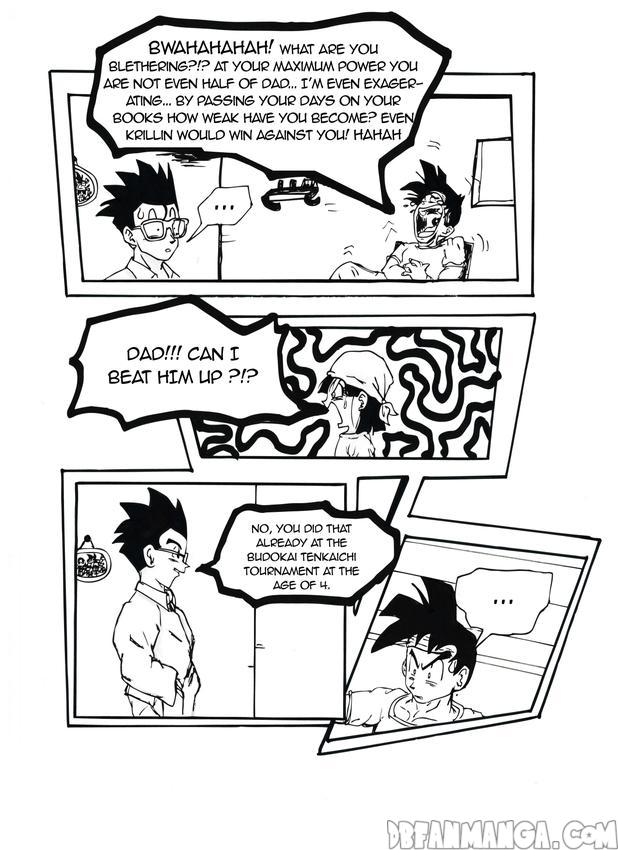 BWAHAHAHAH! WHAT ARE YOU
BLETHERING?!? AT YOUR MAXIMUM POWER YOU
ARE NOT EVEN HALF OF DAD... I'M EVEN EXAGER-
ATING... BY PASSING YOUR DAYS ON YOUR
BOOKS HOW WEAK HAVE YOU BECOME? EVEN
KRILLIN WOULD WIN AGAINST YOU! HAHAH
...
DAD!!! CAN I
BEAT HIM UP ?!?
NO, YOU DID THAT
ALREADY AT THE
BUDOKAI TENKAICHI
TOURNAMENT AT THE
AGE OF 4.
...
DBFANMANGA.COM